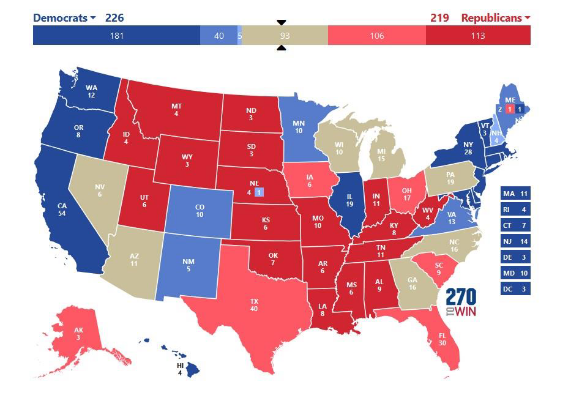 Democrats 226
219 Republicans
181 40 5 93 106 113
WA 12
OR 8
CA 54
NV 6
ID 4
MT 4
WY 3
UT 6
AZ 11
CO 10
NM 5
ND 3
SD 3
NE 4 1
KS 6
OK 7
TX 40
MN 10
IA 6
MO 10
AR 6
LA 8
WI 10
IL 19
MI 15
IN 11
OH 17
KY 8
TN 11
MS 6
AL 9
GA 16
FL 30
SC 9
NC 16
VA 13
WV 4
PA 19
NY 28
VT 3
NH 4
ME
2 1 1
MA 11
RI 4
CT 7
NJ 14
DE 3
MD 10
DC 3
AK 3
HI 4
270
TO WIN